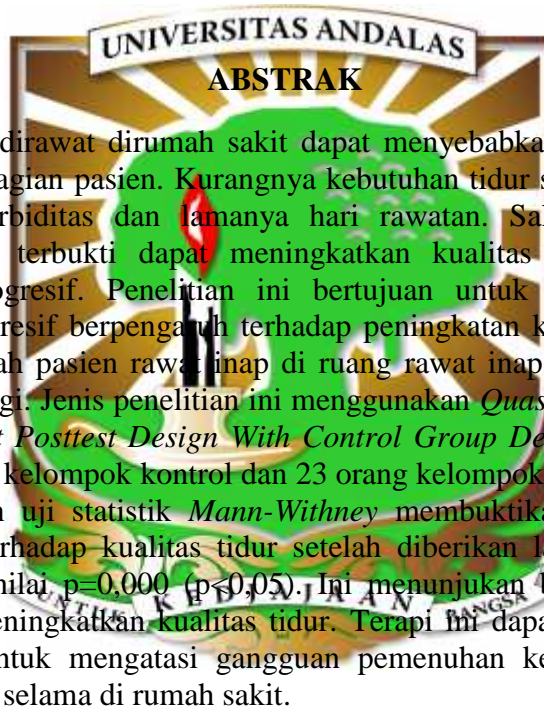 UNIVERSITAS ANDALAS
ABSTRAK
dirawat dirumah sakit dapat menyebabka
agian pasien. Kurangnya kebutuhan tidur s
rbiditas dan lamanya hari rawatan. Sal
terbukti dapat meningkatkan kualitas
ogresif. Penelitian ini bertujuan untuk
resif berpengaruh terhadap peningkatan k
ah pasien rawat inap di ruang rawat inap
gi. Jenis penelitian ini menggunakan Quas
t Posttest Design With Control Group De
kelompok kontrol dan 23 orang kelompok
n uji statistik Mann-Withney membuktika
rhadap kualitas tidur setelah diberikan l
nilai p=0,000 (p<0,05). Ini menunjukan b
eningkatkan kualitas tidur. Terapi ini dapa
ntuk mengatasi gangguan pemenuhan ke
selama di rumah sakit.
UNTUK KEDJAJAAN BANGSA